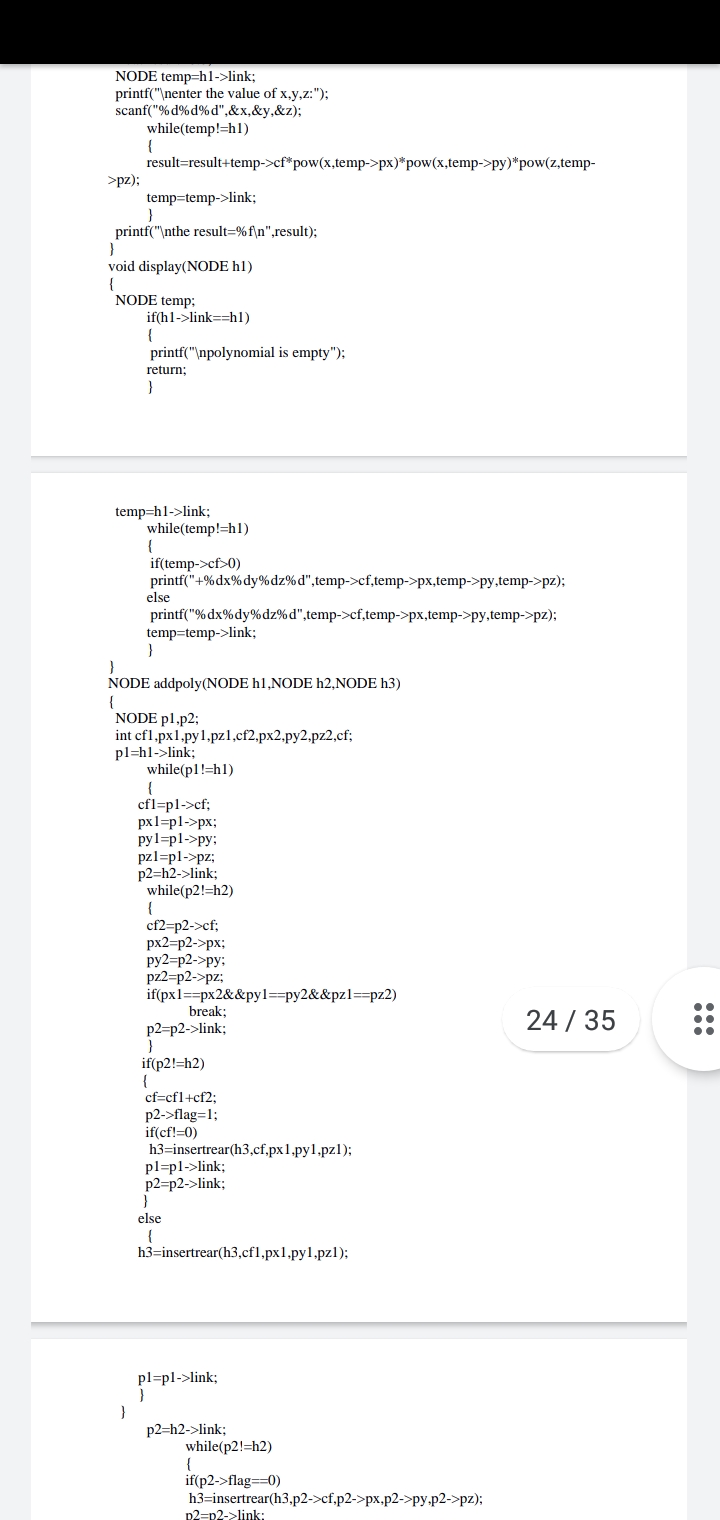 NODE temp=h1->link;
printf("\nenter the value of x,y,z:");
scanf("%d%d%d",&x,&y,&z);
while(temp!=h1)
{
result=result+temp->cf*pow(x,temp->px)*pow(x,temp->py)*pow(z,temp-
>pz);
temp=temp->link;
}
printf("\nthe result=%f\n",result);
}
void display(NODE h1)
{
NODE temp;
if(h1->link==h1)
{
printf("\npolynomial is empty");
return;
}
temp=h1->link;
while(temp!=h1)
{
if(temp->cf>0)
printf("+%dx%dy%dz%d",temp->cf,temp->px,temp->py,temp->pz);
else
printf("%dx%dy%dz%d",temp->cf,temp->px,temp->py,temp->pz);
temp=temp->link;
}
}
NODE addpoly(NODE h1,NODE h2,NODE h3)
{
NODE p1,p2;
int cf1,px1,py1,pz1,cf2,px2,py2,pz2,cf;
p1=h1->link;
while(p1!=h1)
{
cf1=p1->cf;
px1=p1->px;
py1=p1->py;
pz1=p1->pz;
p2=h2->link;
while(p2!=h2)
{
cf2=p2->cf;
px2=p2->px;
py2=p2->py;
pz2=p2->pz;
if(px1==px2&&py1==py2&&pz1==pz2)
break;
p2=p2->link;
}
if(p2!=h2)
{
cf=cf1+cf2;
p2->flag=1;
if(cf!=0)
h3=insertrear(h3,cf,px1,py1,pz1);
p1=p1->link;
p2=p2->link;
}
else
{
h3=insertrear(h3,cf1,px1,py1,pz1);
24 / 35
p1=p1->link;
}
}
p2=h2->link;
while(p2!=h2)
{
if(p2->flag==0)
h3=insertrear(h3,p2->cf,p2->px,p2->py,p2->pz);
p2=p2->link;